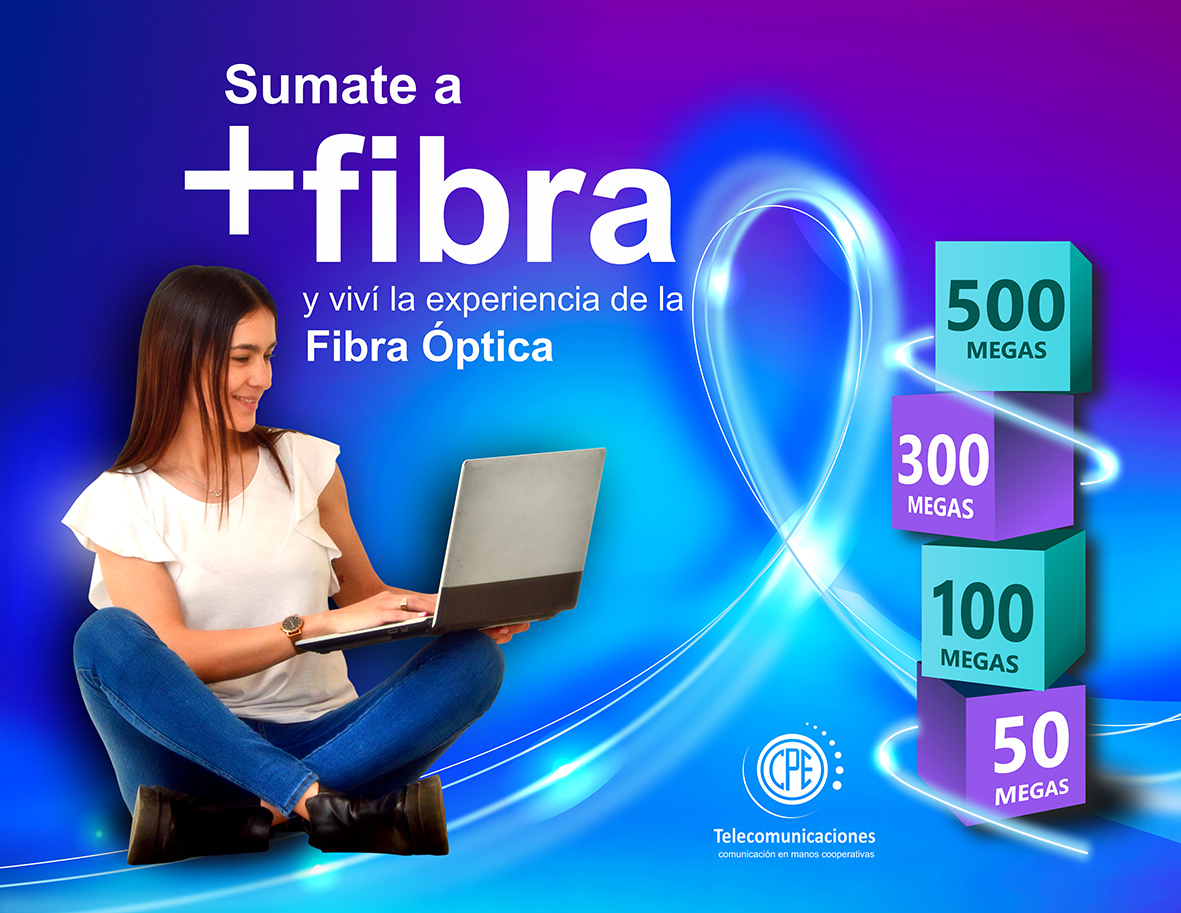 Sumate a
+fibra
y viví la experiencia de la
Fibra Óptica
500
MEGAS
300
MEGAS
100
MEGAS
50
MEGAS
CPE
Telecomunicaciones
comunicación en manos cooperativas